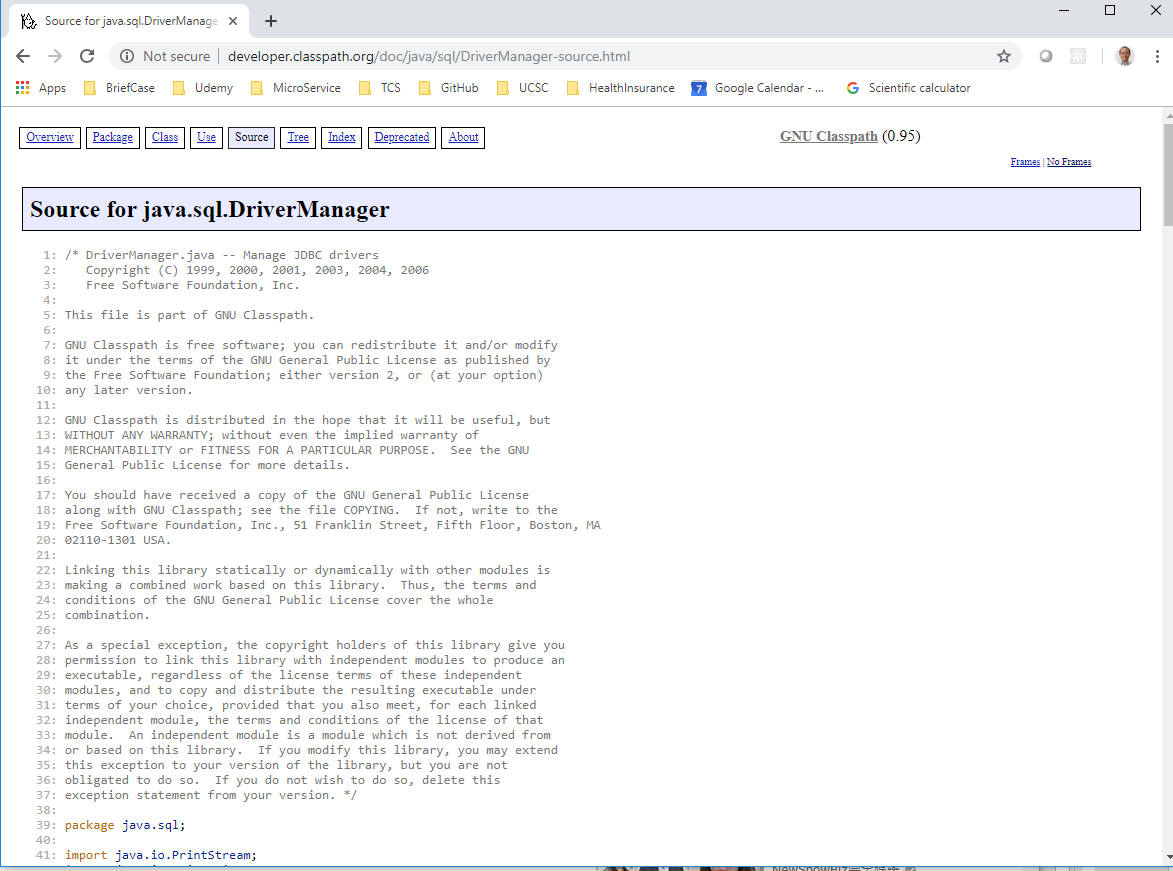 Source for java.sql.DriverManage
Not secure | developer.classpath.org/doc/java/sql/DriverManager-source.html
Apps BriefCase Udemy MicroService TCS GitHub UCSC HealthInsurance 7 Google Calendar - ... G Scientific calculator
Overview Package Class Use Source Tree Index Deprecated About GNU Classpath (0.95)
Frames | No Frames
Source for java.sql.DriverManager
1: /* DriverManager.java -- Manage JDBC drivers
2: Copyright (C) 1999, 2000, 2001, 2003, 2004, 2006
3: Free Software Foundation, Inc.
4:
5: This file is part of GNU Classpath.
6:
7: GNU Classpath is free software; you can redistribute it and/or modify
8: it under the terms of the GNU General Public License as published by
9: the Free Software Foundation; either version 2, or (at your option)
10: any later version.
11:
12: GNU Classpath is distributed in the hope that it will be useful, but
13: WITHOUT ANY WARRANTY; without even the implied warranty of
14: MERCHANTABILITY or FITNESS FOR A PARTICULAR PURPOSE.  See the GNU
15: General Public License for more details.
16:
17: You should have received a copy of the GNU General Public License
18: along with GNU Classpath; see the file COPYING.  If not, write to the
19: Free Software Foundation, Inc., 51 Franklin Street, Fifth Floor, Boston, MA
20: 02110-1301 USA.
21:
22: Linking this library statically or dynamically with other modules is
23: making a combined work based on this library.  Thus, the terms and
24: conditions of the GNU General Public License cover the whole
25: combination.
26:
27: As a special exception, the copyright holders of this library give you
28: permission to link this library with independent modules to produce an
29: executable, regardless of the license terms of these independent
30: modules, and to copy and distribute the resulting executable under
31: terms of your choice, provided that you also meet, for each linked
32: independent module, the terms and conditions of the license of that
33: module.  An independent module is a module which is not derived from
34: or based on this library.  If you modify this library, you may extend
35: this exception to your version of the library, but you are not
36: obligated to do so.  If you do not wish to do so, delete this
37: exception statement from your version. */
38:
39: package java.sql;
40:
41: import java.io.PrintStream;